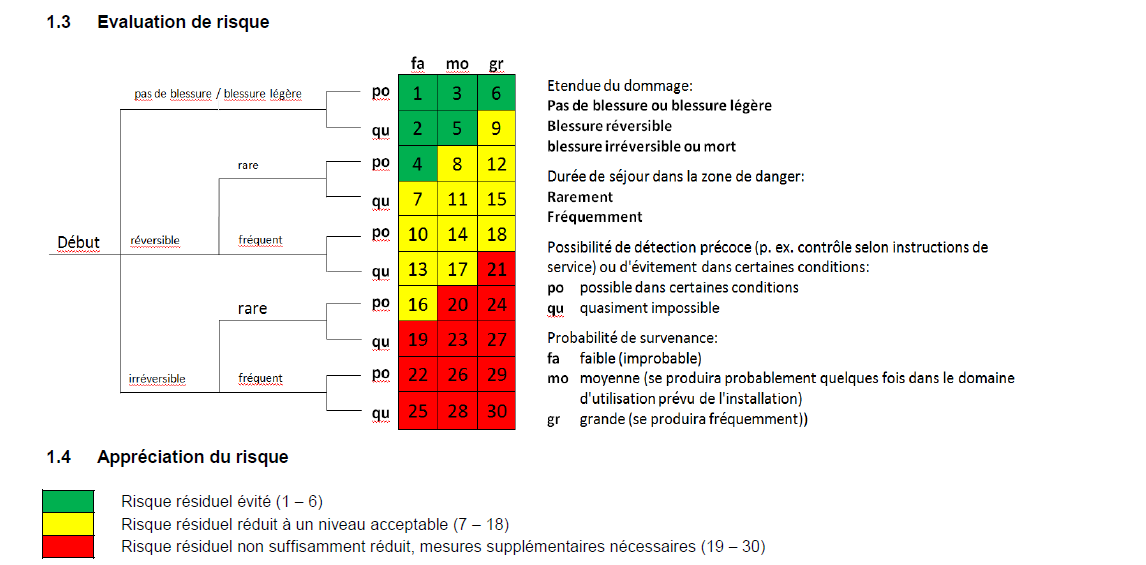 1.3 Evaluation de risque
fa mo gr
pas de blessure / blessure légère
po 1 3 6
qu 2 5 9
rare
po 4 8 12
qu 7 11 15
Début
réversible
fréquent
po 10 14 18
qu 13 17 21
rare
po 16 20 24
qu 19 23 27
irréversible
fréquent
po 22 26 29
qu 25 28 30
Etendue du dommage:
Pas de blessure ou blessure légère
Blessure réversible
blessure irréversible ou mort
Durée de séjour dans la zone de danger:
Rarement
Fréquemment
Possibilité de détection précoce (p. ex. contrôle selon instructions de
service) ou d'évitement dans certaines conditions:
po possible dans certaines conditions
qu quasiment impossible
Probabilité de survenance:
fa faible (improbable)
mo moyenne (se produira probablement quelques fois dans le domaine
d'utilisation prévu de l'installation)
gr grande (se produira fréquemment))
1.4 Appréciation du risque
Risque résiduel évité (1 – 6)
Risque résiduel réduit à un niveau acceptable (7 – 18)
Risque résiduel non suffisamment réduit, mesures supplémentaires nécessaires (19 – 30)